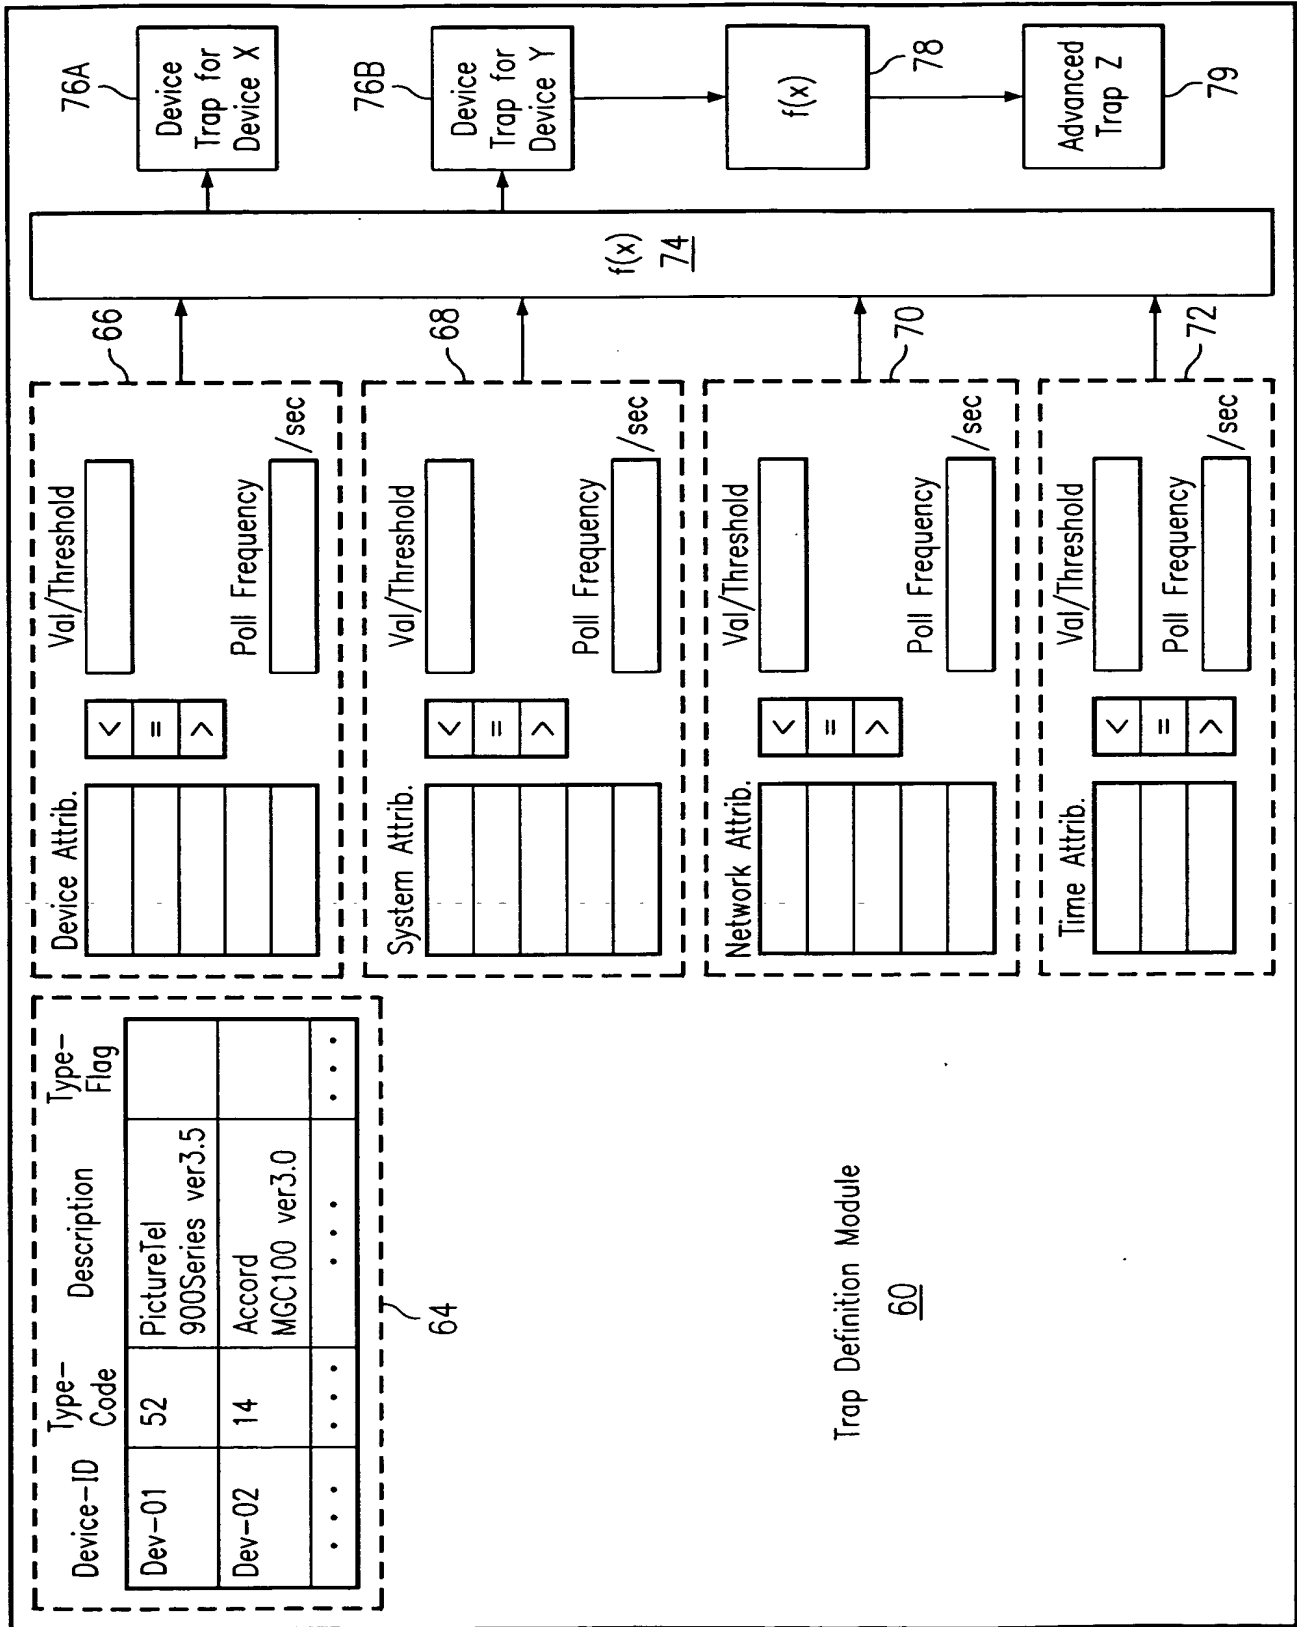 Device-ID
Type-
Code
Description
Type-
Flag
Dev-01
52
PictureTel
900Series ver3.5
Dev-02
14
Accord
MGC100 ver3.0
. . .
. . .
. . .
. . .
64
Trap Definition Module
60
Device Attrib.
<
=
>
Val/Threshold
Poll Frequency
/sec
66
System Attrib.
<
=
>
Val/Threshold
Poll Frequency
/sec
68
Network Attrib.
<
=
>
Val/Threshold
Poll Frequency
/sec
70
Time Attrib.
<
=
>
Val/Threshold
Poll Frequency
/sec
72
f(x)
74
76A
Device
Trap for
Device X
76B
Device
Trap for
Device Y
f(x)
78
Advanced
Trap Z
79